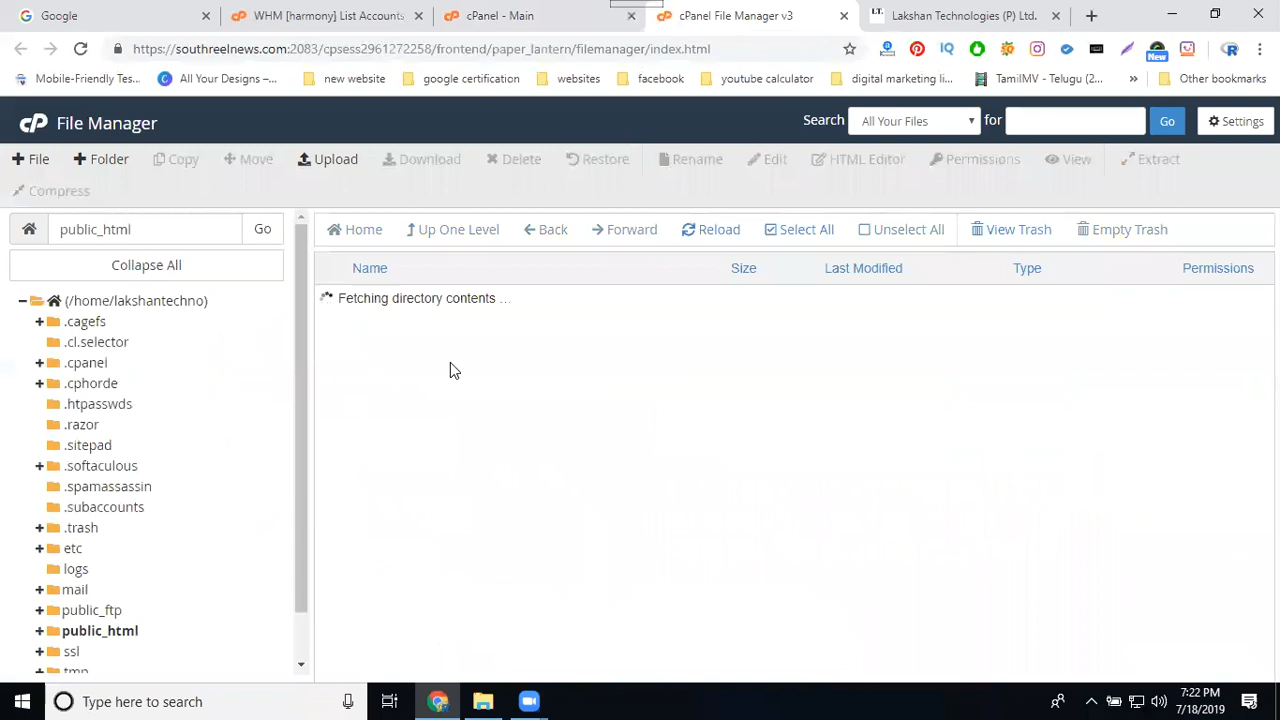 Google
WHM [harmony] List Accounts
cPanel - Main
cPanel File Manager v3
Lakshan Technologies (P) Ltd.
https://southreelnews.com:2083/cpsess2961272258/frontend/paper_lantern/filemanager/index.html
New
Mobile-Friendly Tes...
All Your Designs –...
new website
google certification
websites
facebook
youtube calculator
digital marketing li...
TamilMV - Telugu (2...
Other bookmarks
cP File Manager
Search
All Your Files
for
Go
Settings
File
Folder
Copy
Move
Upload
Download
Delete
Restore
Rename
Edit
HTML Editor
Permissions
View
Extract
Compress
public_html
Go
Home
Up One Level
Back
Forward
Reload
Select All
Unselect All
View Trash
Empty Trash
Collapse All
Name
Size
Last Modified
Type
Permissions
Fetching directory contents ...
(/home/lakshantechno)
.cagefs
.cl.selector
.cpanel
.cphorde
.htpasswds
.razor
.sitepad
.softaculous
.spamassassin
.subaccounts
.trash
etc
logs
mail
public_ftp
public_html
ssl
tmp
Type here to search
7:22 PM
7/18/2019